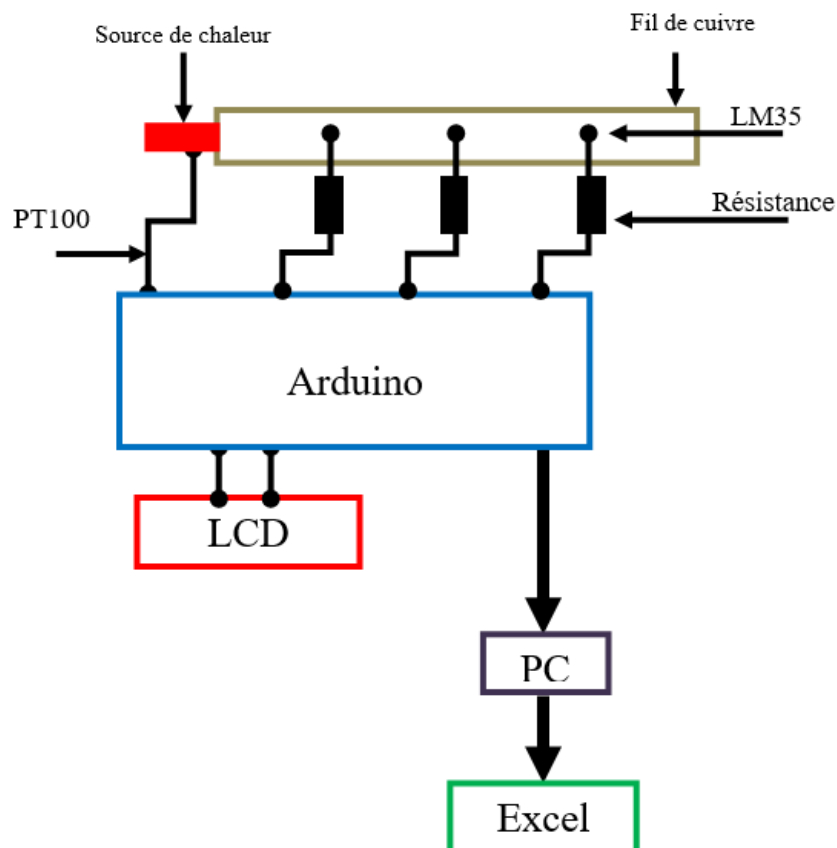 Source de chaleur
Fil de cuivre
LM35
PT100
Résistance
Arduino
LCD
PC
Excel